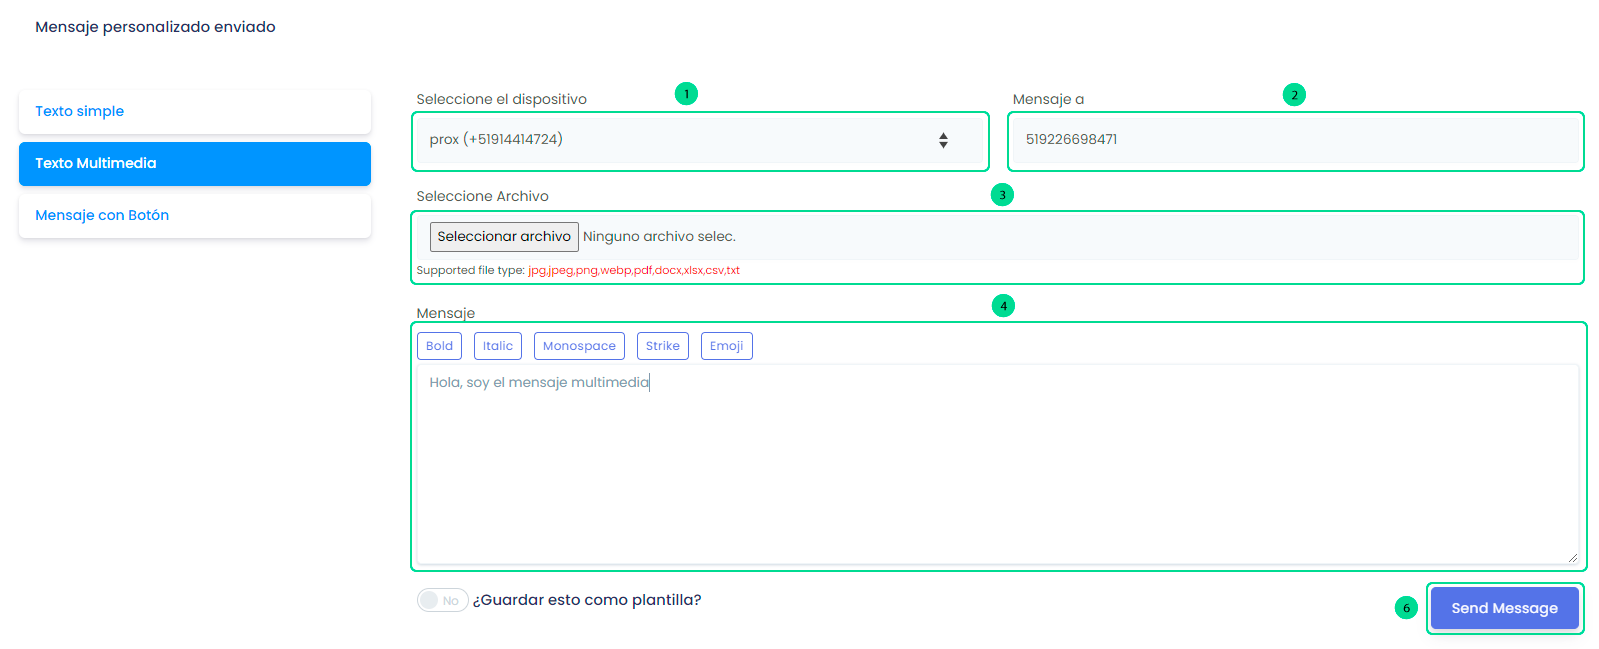 Mensaje personalizado enviado
Texto simple
Texto Multimedia
Mensaje con Botón
Seleccione el dispositivo
1
prox (+51914414724)
Mensaje a
2
519226698471
Seleccione Archivo
3
Seleccionar archivo Ninguno archivo selec.
Supported file type: jpg,jpeg,png,webp,pdf,docx,xlsx,csv,txt
Mensaje
4
Bold Italic Monospace Strike Emoji
Hola, soy el mensaje multimedia
No ¿Guardar esto como plantilla?
6
Send Message